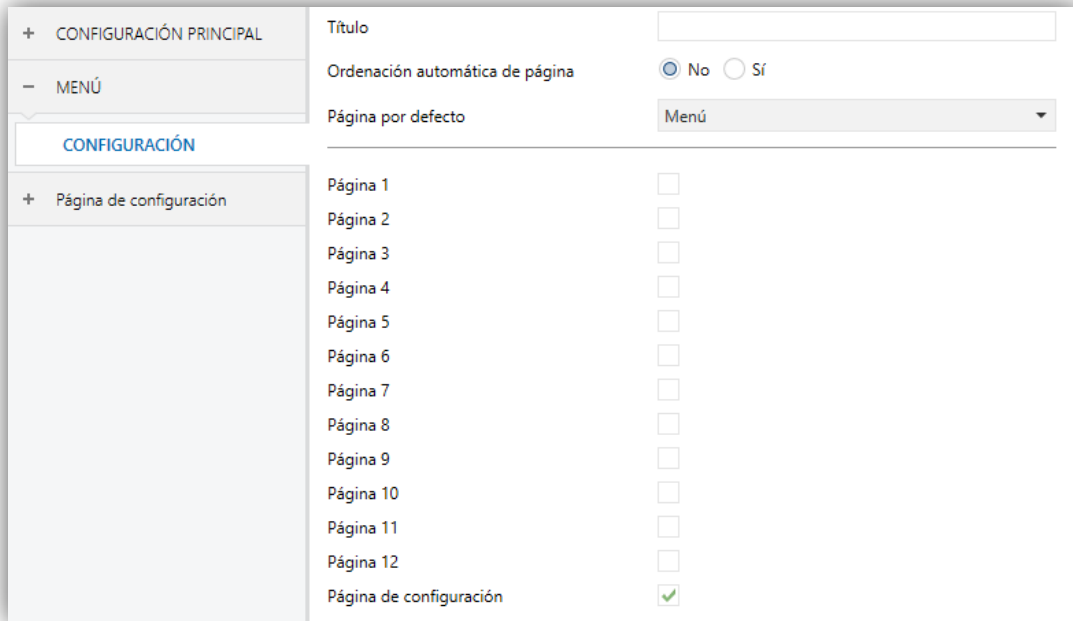 CONFIGURACIÓN PRINCIPAL
MENÚ
CONFIGURACIÓN
Página de configuración
Título
Ordenación automática de página No Sí
Página por defecto Menú
Página 1
Página 2
Página 3
Página 4
Página 5
Página 6
Página 7
Página 8
Página 9
Página 10
Página 11
Página 12
Página de configuración